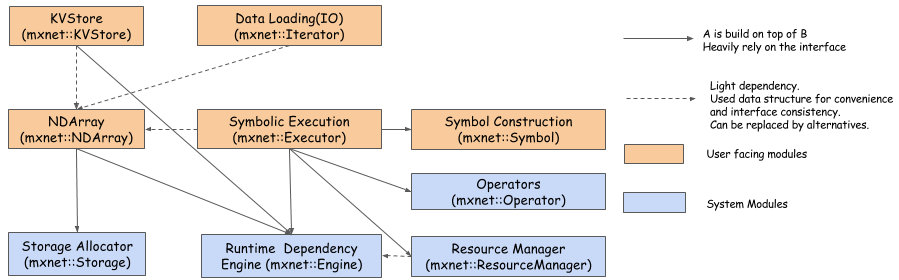 KVStore
(mxnet::KVStore)
Data Loading(IO)
(mxnet::Iterator)
A is build on top of B
Heavily rely on the interface
Light dependency.
Used data structure for convenience
and interface consistency.
Can be replaced by alternatives.
NDArray
(mxnet::NDArray)
Symbolic Execution
(mxnet::Executor)
Symbol Construction
(mxnet::Symbol)
User facing modules
Operators
(mxnet::Operator)
System Modules
Storage Allocator
(mxnet::Storage)
Runtime Dependency
Engine (mxnet::Engine)
Resource Manager
(mxnet::ResourceManager)